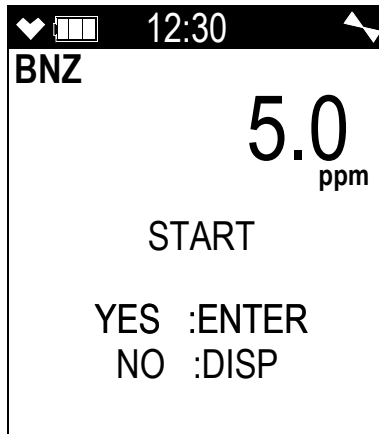 12:30
BNZ
5.0
ppm
START
YES :ENTER
NO :DISP